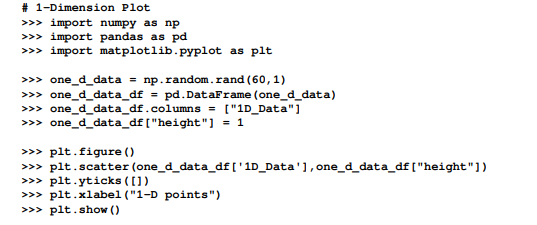 # 1-Dimension Plot
>>> import numpy as np
>>> import pandas as pd
>>> import matplotlib.pyplot as plt
>>> one_d_data = np.random.rand(60,1)
>>> one_d_data_df = pd.DataFrame(one_d_data)
>>> one_d_data_df.columns = ["1D_Data"]
>>> one_d_data_df["height"] = 1
>>> plt.figure()
>>> plt.scatter(one_d_data_df['1D_Data'],one_d_data_df["height"])
>>> plt.yticks([])
>>> plt.xlabel("1-D points")
>>> plt.show()